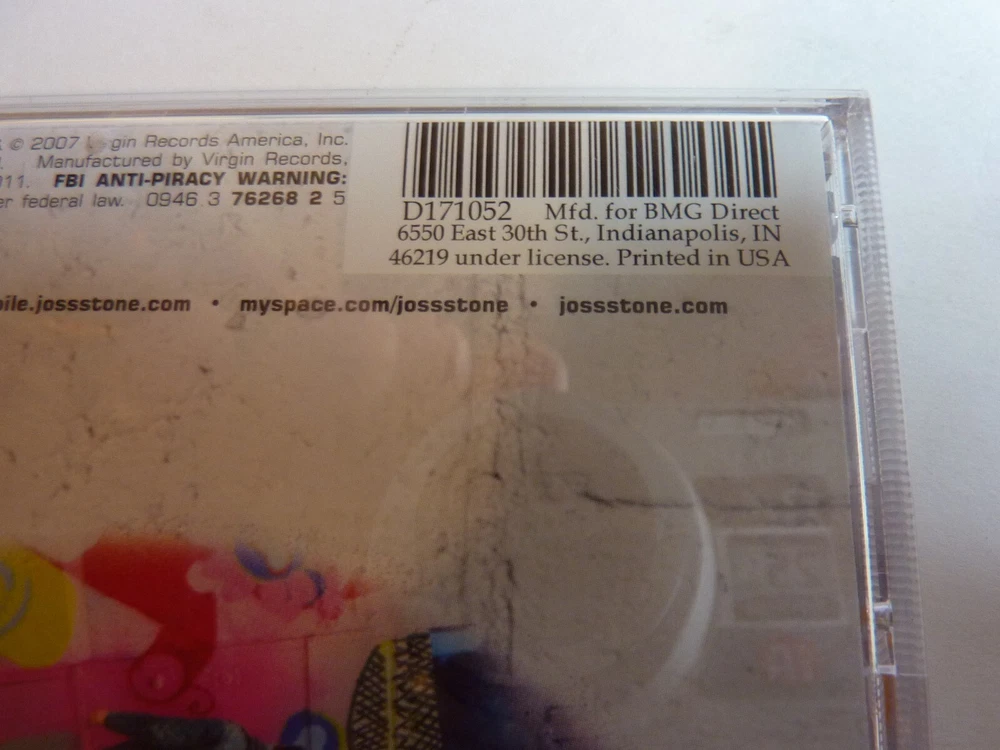 © 2007 gin Records America, Inc.
Manufactured by Virgin Records,
011. FBI ANTI-PIRACY WARNING:
er federal law. 0946 3 76268 2 5
D171052 Mfd. for BMG Direct
6550 East 30th St., Indianapolis, IN
46219 under license. Printed in USA
bile.jossstone.com • myspace.com/jossstone • jossstone.com